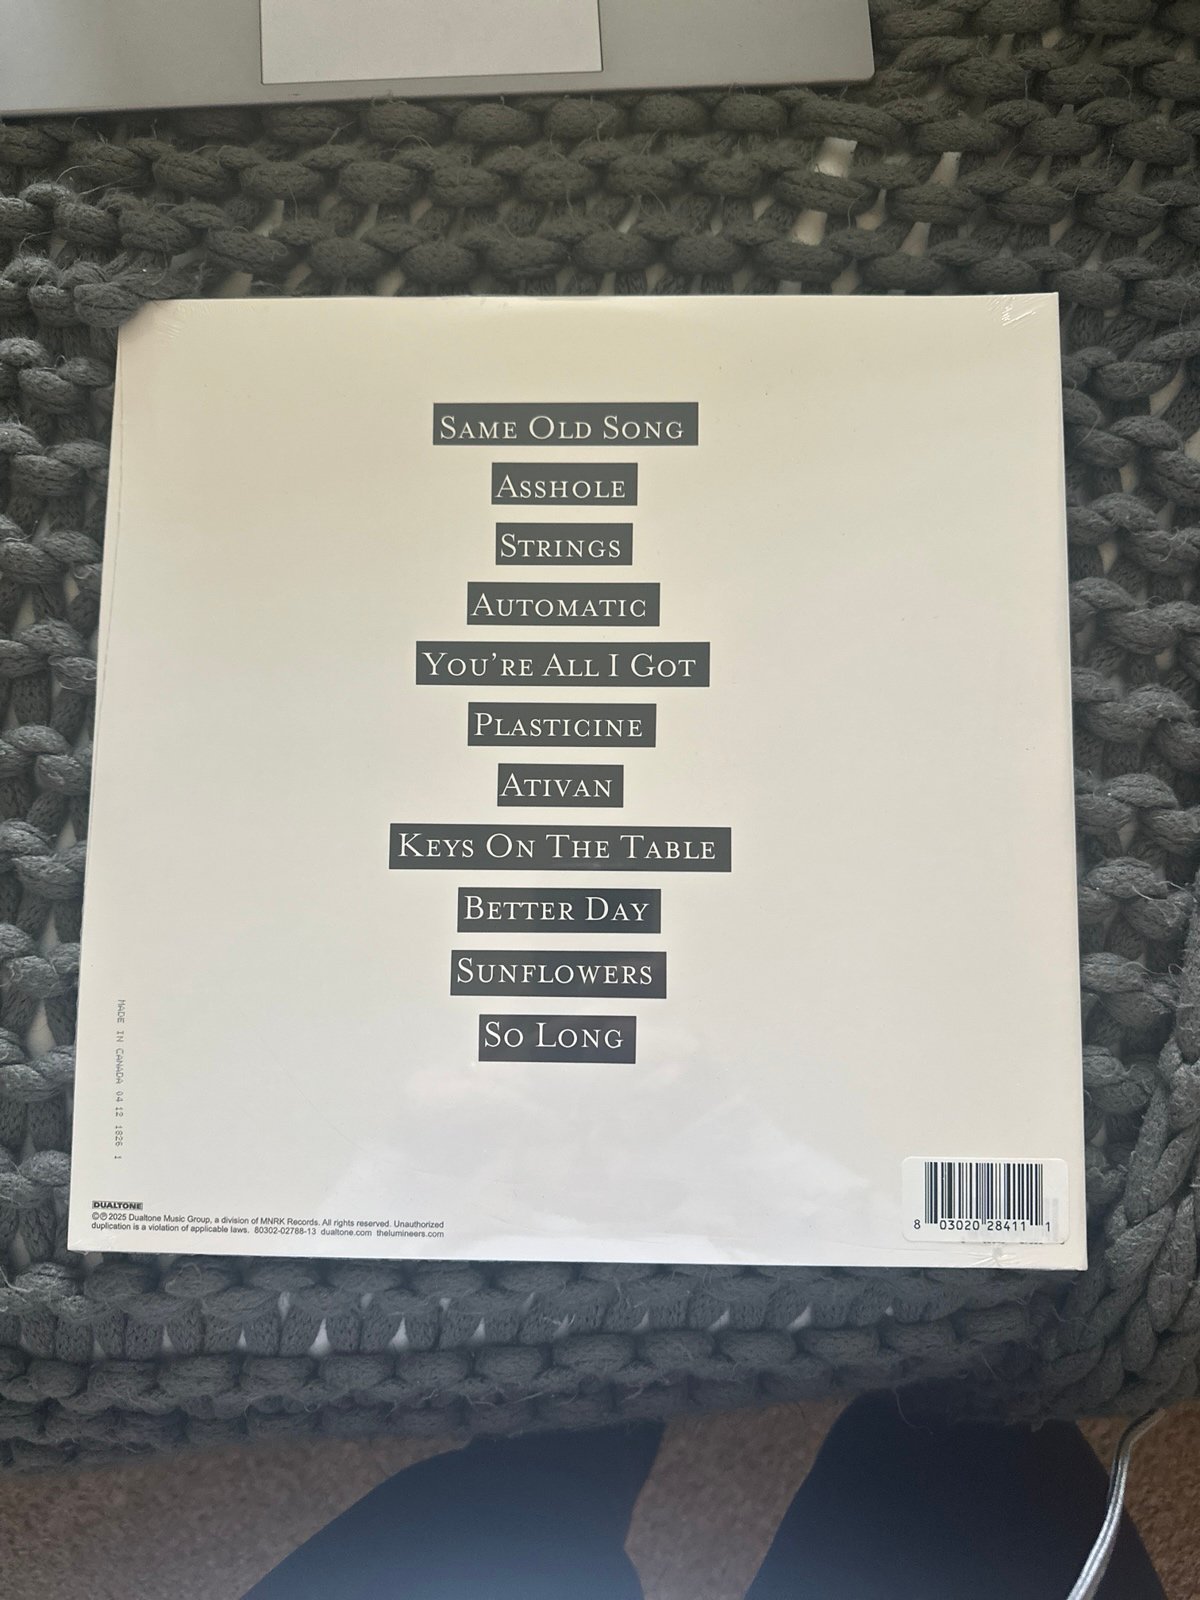 SAME OLD SONG
ASSHOLE
STRINGS
AUTOMATIC
YOU'RE ALL I GOT
PLASTICINE
ATIVAN
KEYS ON THE TABLE
BETTER DAY
SUNFLOWERS
SO LONG
MADE IN CANADA 04 12 1826 1
DUALTONE
©℗2025 Dualtone Music Group, a division of MNRK Records. All rights reserved. Unauthorized
duplication is a violation of applicable laws. 80302-02788-13 dualtone.com thelumineers.com
8 03020 28411 1